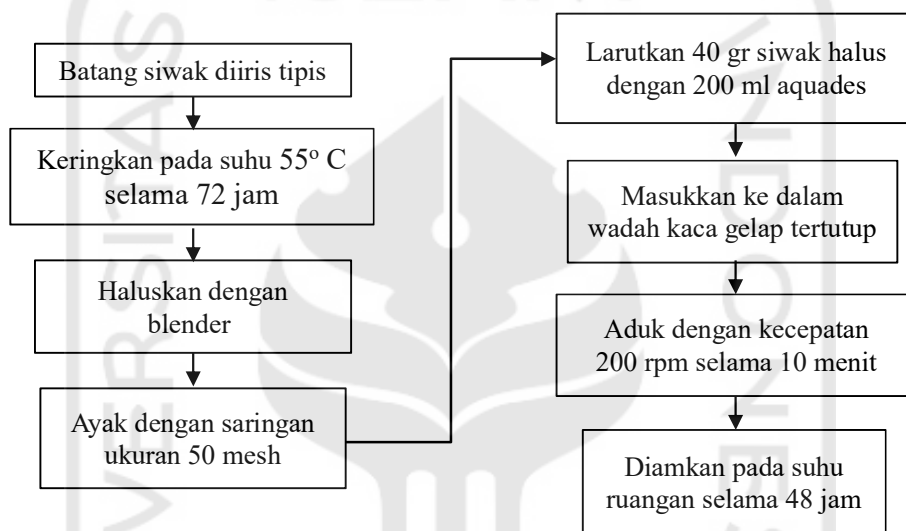 Batang siwak diiris tipis
Keringkan pada suhu 55° C
selama 72 jam
Haluskan dengan
blender
Ayak dengan saringan
ukuran 50 mesh
Larutkan 40 gr siwak halus
dengan 200 ml aquades
Masukkan ke dalam
wadah kaca gelap tertutup
Aduk dengan kecepatan
200 rpm selama 10 menit
Diamkan pada suhu
ruangan selama 48 jam
VERSITAS
NDONES